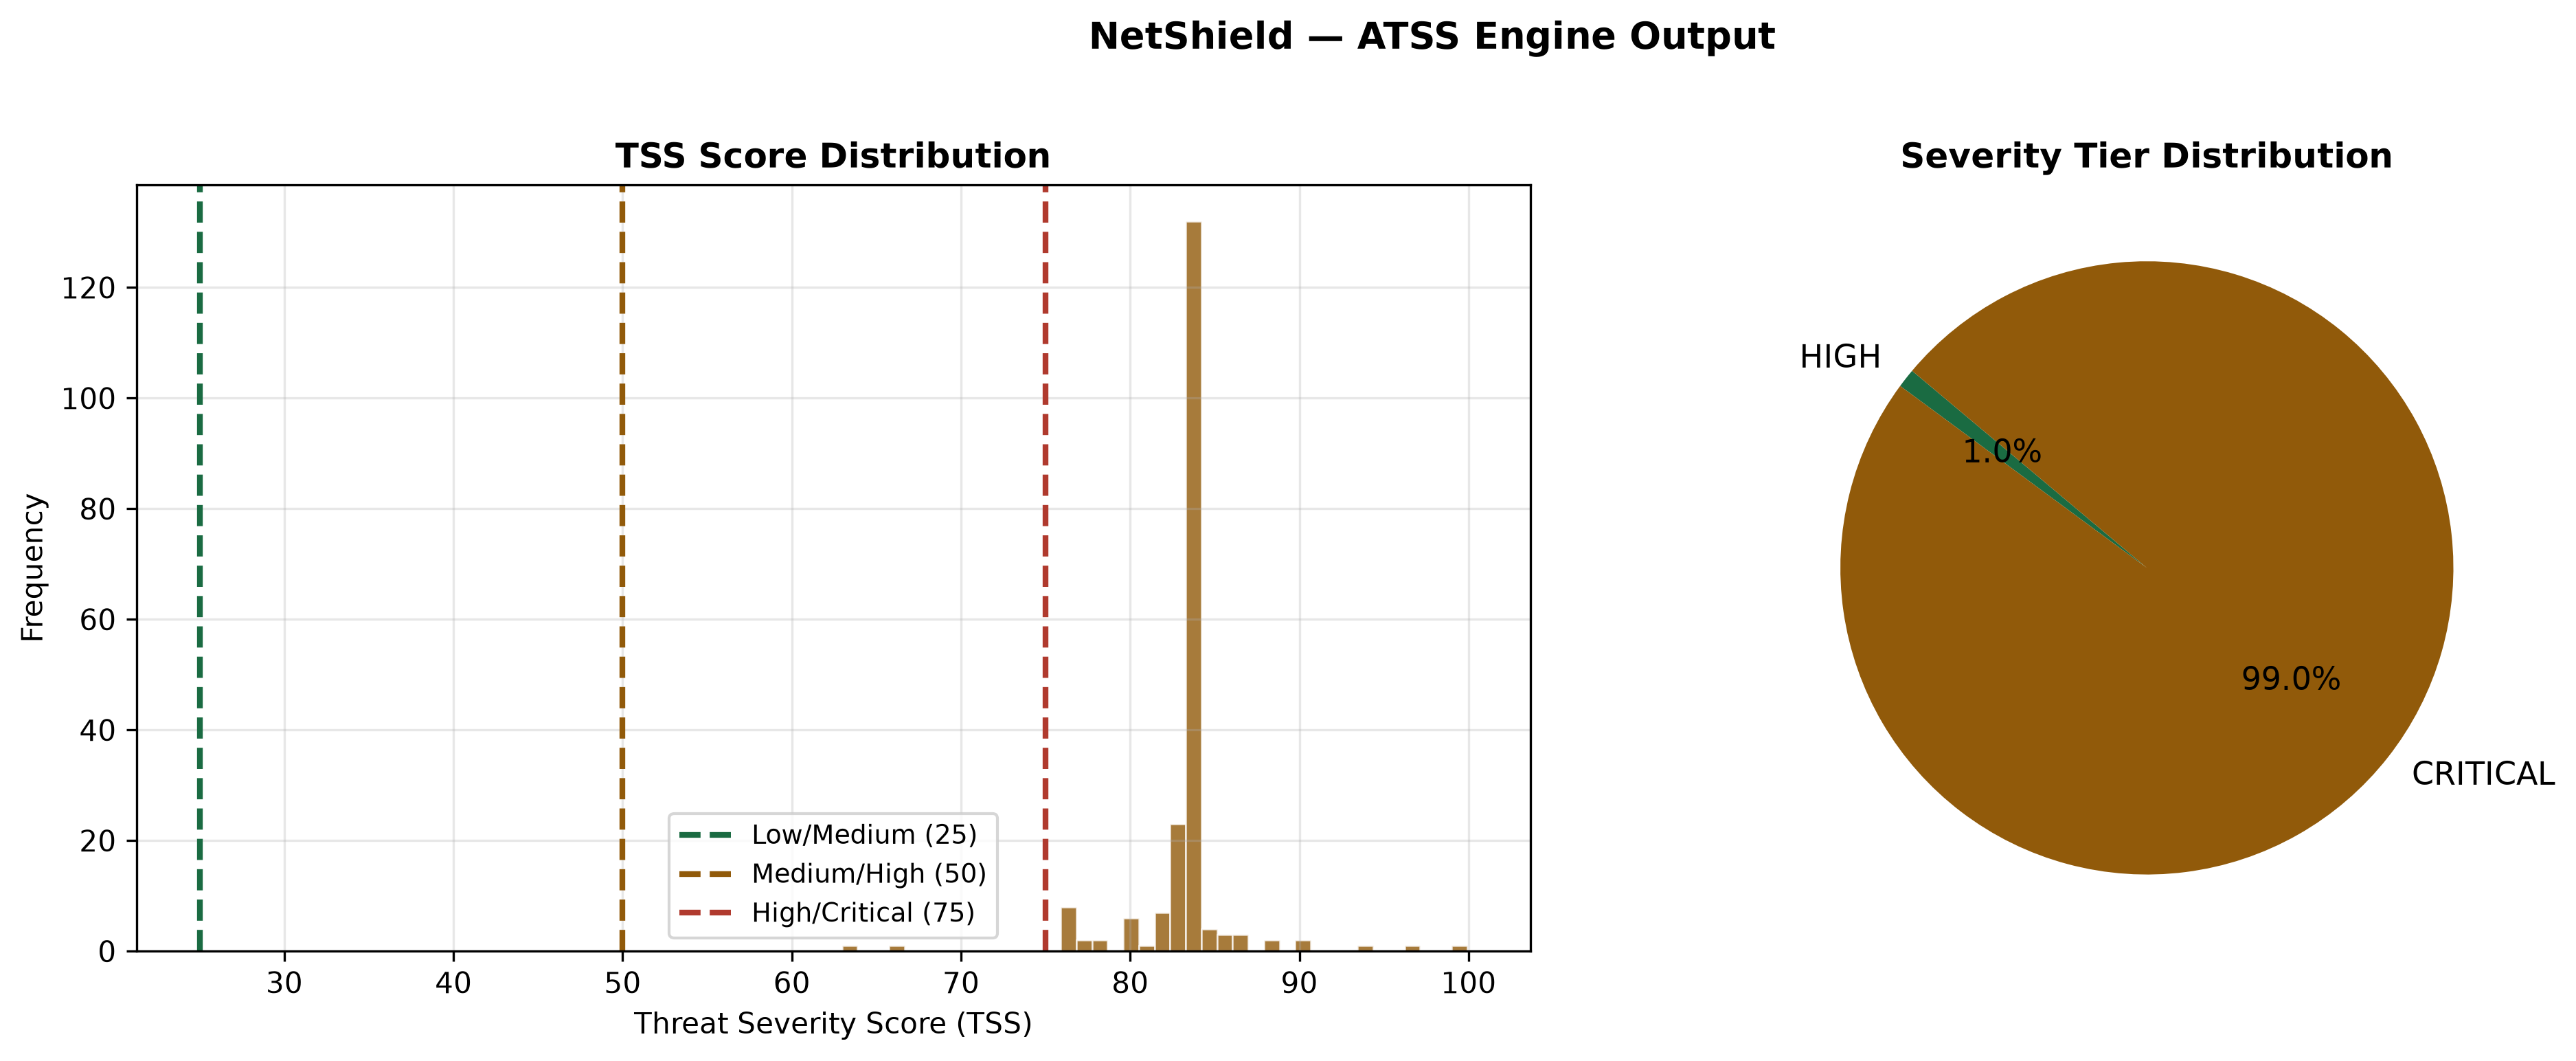 NetShield — ATSS Engine Output
TSS Score Distribution
Frequency
120
100
80
60
40
20
0
Low/Medium (25)
Medium/High (50)
High/Critical (75)
30 40 50 60 70 80 90 100
Threat Severity Score (TSS)
Severity Tier Distribution
HIGH
1.0%
99.0%
CRITICAL